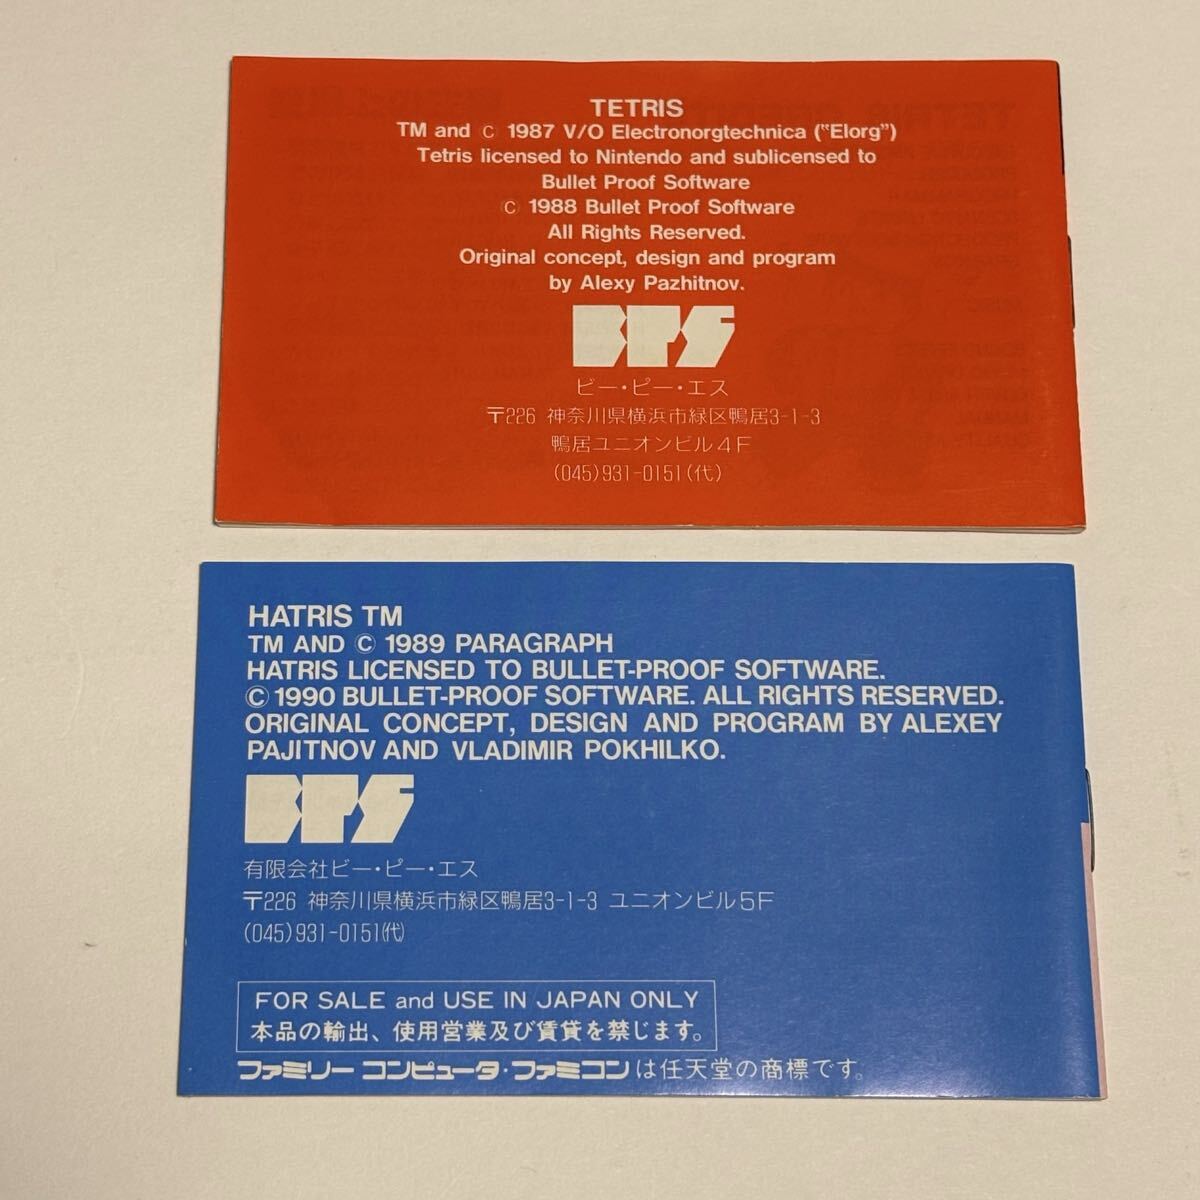 TETRIS
TM and © 1987 V/O Electronorgtechnica ("Elorg")
Tetris licensed to Nintendo and sublicensed to
Bullet Proof Software
© 1988 Bullet Proof Software
All Rights Reserved.
Original concept, design and program
by Alexy Pazhitnov.
BPS
ビー・ピー・エス
〒226 神奈川県横浜市緑区鴨居3-1-3
鴨居ユニオンビル4F
(045)931-0151(代)
HATRIS TM
TM AND © 1989 PARAGRAPH
HATRIS LICENSED TO BULLET-PROOF SOFTWARE.
© 1990 BULLET-PROOF SOFTWARE. ALL RIGHTS RESERVED.
ORIGINAL CONCEPT, DESIGN AND PROGRAM BY ALEXEY
PAJITNOV AND VLADIMIR POKHILKO.
BPS
有限会社ビー・ピー・エス
〒226 神奈川県横浜市緑区鴨居3-1-3 ユニオンビル5F
(045)931-0151(代)
FOR SALE and USE IN JAPAN ONLY
本品の輸出、使用営業及び賃貸を禁じます。
ファミリーコンピュータ・ファミコンは任天堂の商標です。